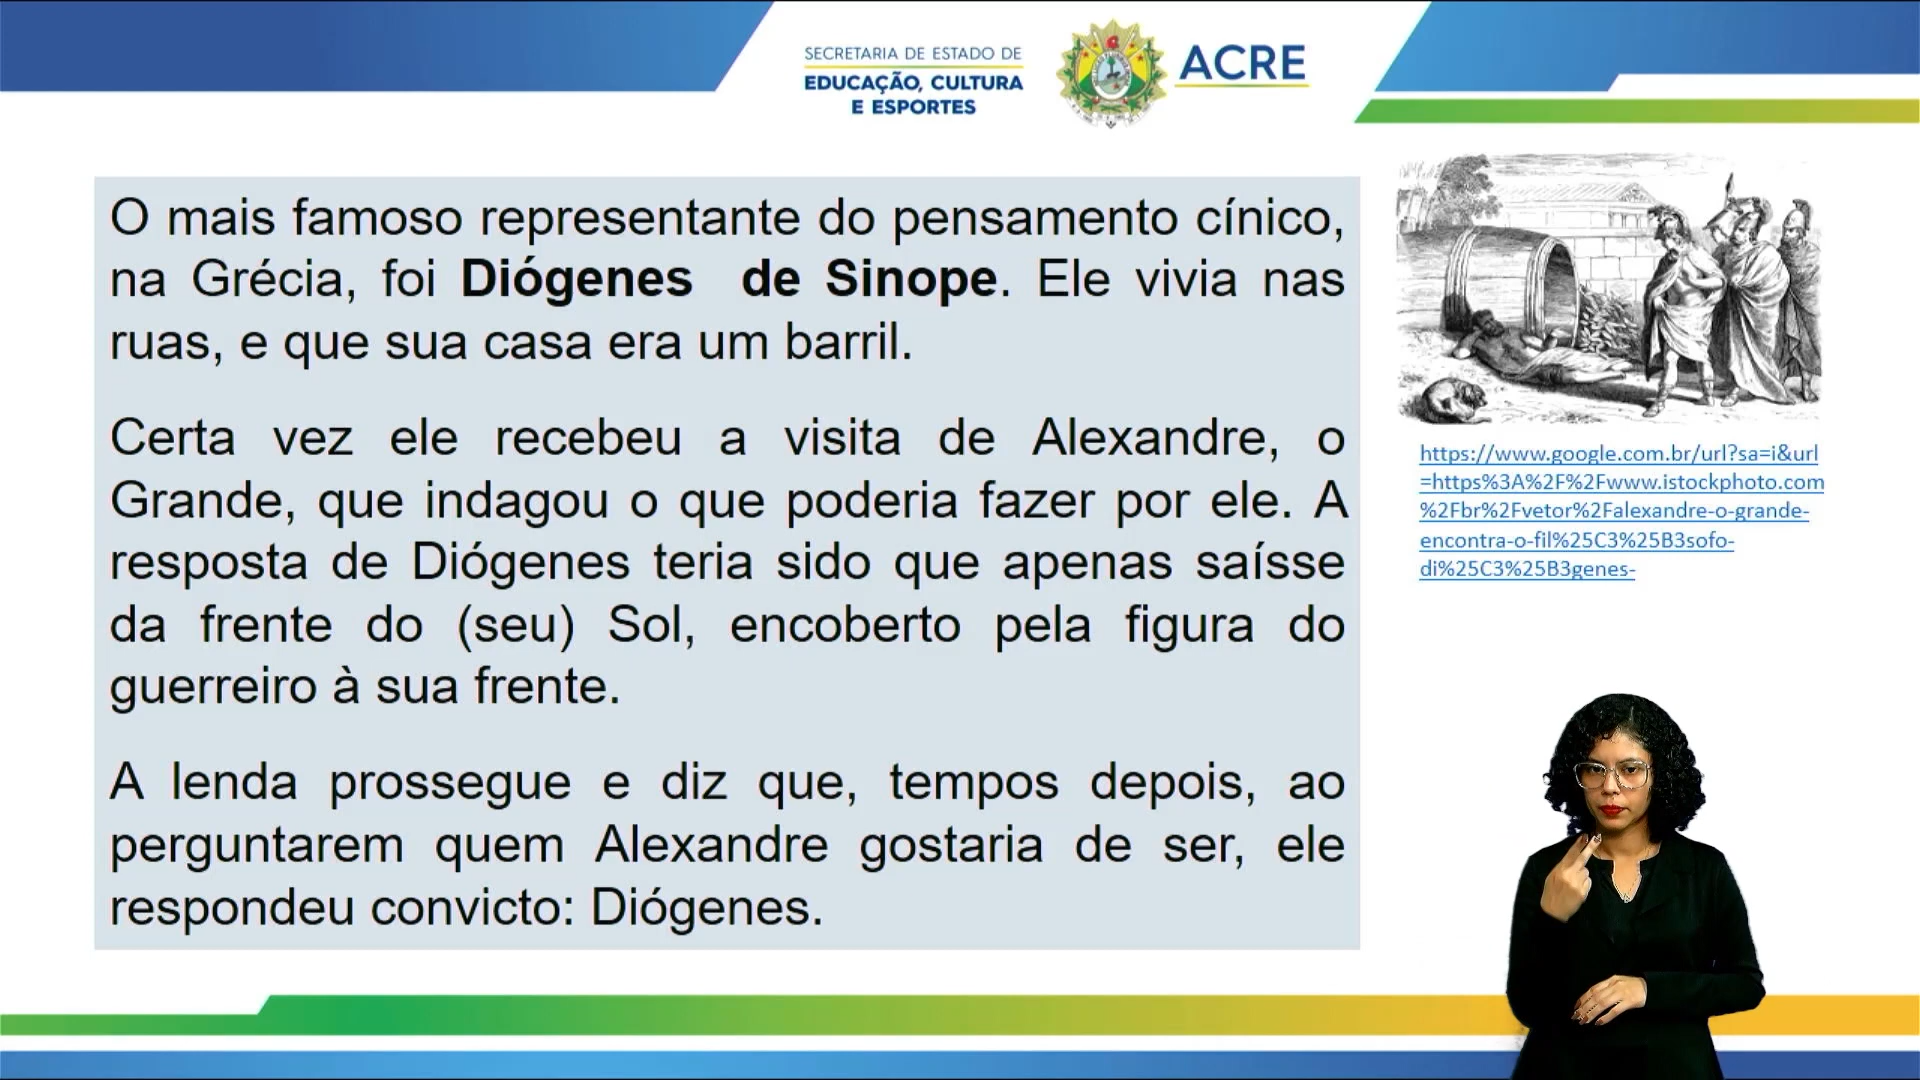 SECRETARIA DE ESTADO DE
EDUCAÇÃO, CULTURA
E ESPORTES
ACRE
O mais famoso representante do pensamento cínico,
na Grécia, foi Diógenes de Sinope. Ele vivia nas
ruas, e que sua casa era um barril.
Certa vez ele recebeu a visita de Alexandre, o
Grande, que indagou o que poderia fazer por ele. A
resposta de Diógenes teria sido que apenas saísse
da frente do (seu) Sol, encoberto pela figura do
guerreiro à sua frente.
A lenda prossegue e diz que, tempos depois, ao
perguntarem quem Alexandre gostaria de ser, ele
respondeu convicto: Diógenes.
https://www.google.com.br/url?sa=i&url
=https%3A%2F%2Fwww.istockphoto.com
%2Fbr%2Fvetor%2Falexandre-o-grande-
encontra-o-fil%25C3%25B3sofo-
di%25C3%25B3genes-